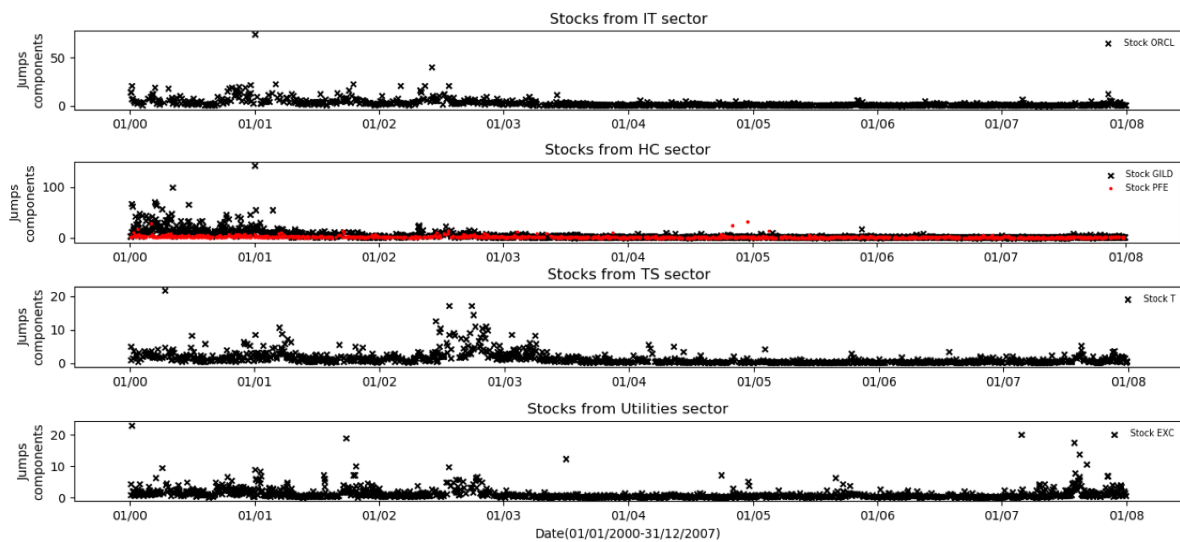 Stocks from IT sector
Jumps
components
50
0
Stock ORCL
01/00 01/01 01/02 01/03 01/04 01/05 01/06 01/07 01/08
Stocks from HC sector
Jumps
components
100
0
Stock GILD
Stock PFE
01/00 01/01 01/02 01/03 01/04 01/05 01/06 01/07 01/08
Stocks from TS sector
Jumps
components
20
10
0
Stock T
01/00 01/01 01/02 01/03 01/04 01/05 01/06 01/07 01/08
Stocks from Utilities sector
Jumps
components
20
10
0
Stock EXC
01/00 01/01 01/02 01/03 01/04 01/05 01/06 01/07 01/08
Date(01/01/2000-31/12/2007)